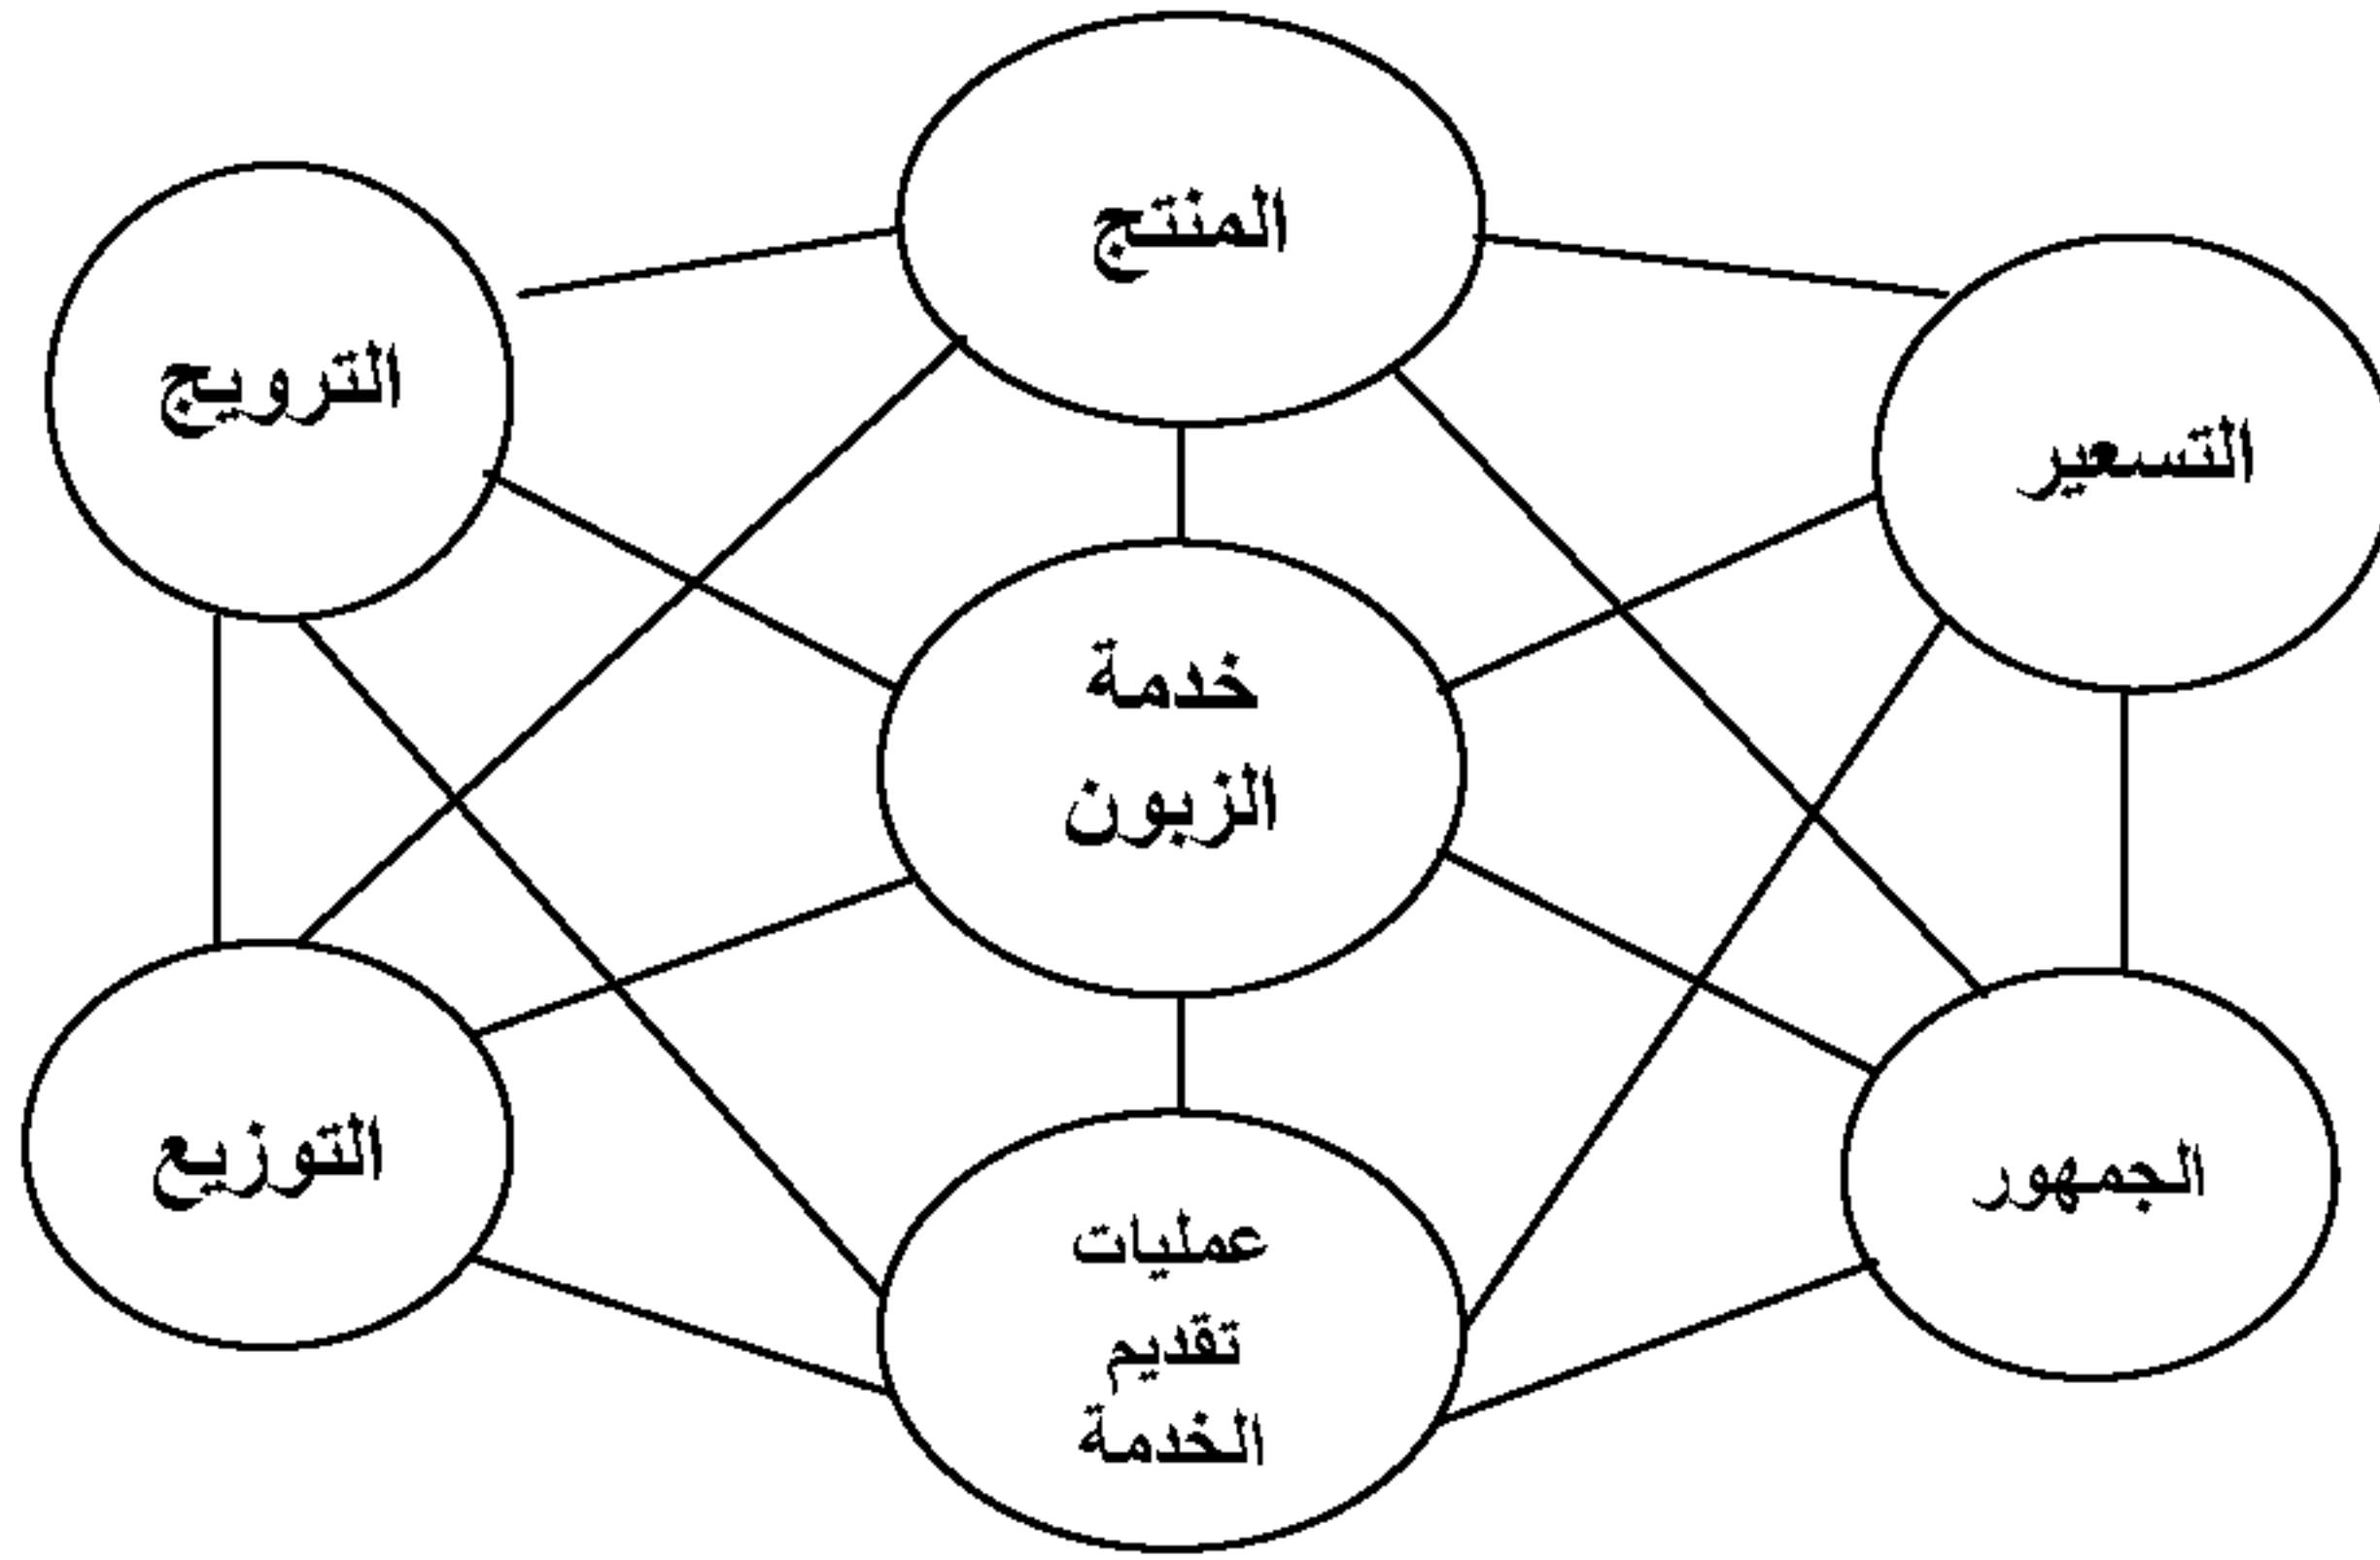 المنتج
التسعير
الترويج
خدمة
الزبون
الجمهور
التوزيع
عمليات
تقديم
الخدمة